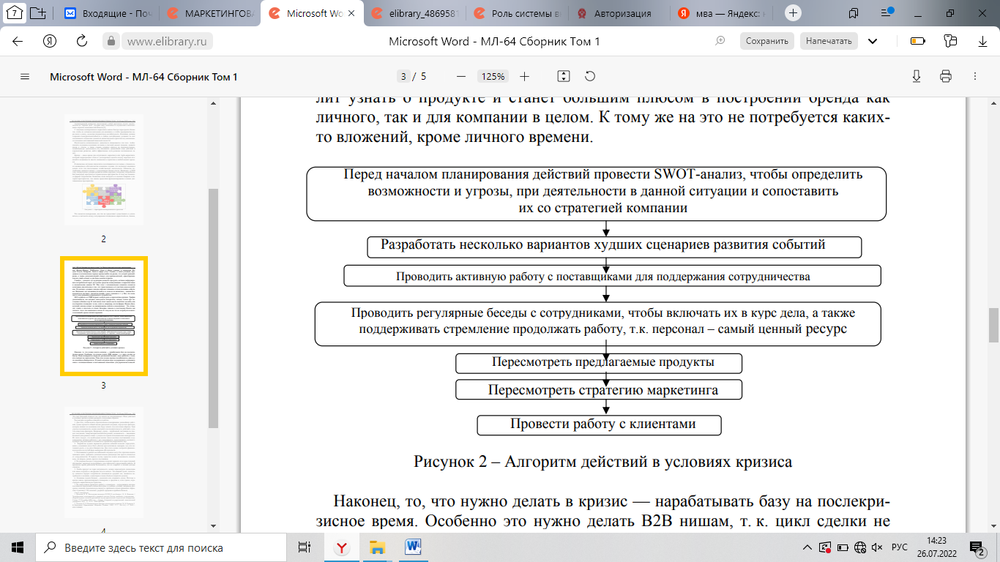 7
Входящие - Поч
МАРКЕТИНГОВА
Microsoft Wo
elibrary_4869581
Роль системы в
Авторизация
мва — Яндекс:
www.elibrary.ru
Microsoft Word - МЛ-64 Сборник Том 1
Сохранить
Напечатать
Microsoft Word - МЛ-64 Сборник Том 1
3 / 5
125%
2
3
4
лит узнать о продукте и станет большим плюсом в построении бренда как
личного, так и для компании в целом. К тому же на это не потребуется каких-
то вложений, кроме личного времени.
Перед началом планирования действий провести SWOT-анализ, чтобы определить
возможности и угрозы, при деятельности в данной ситуации и сопоставить
их со стратегией компании
Разработать несколько вариантов худших сценариев развития событий
Проводить активную работу с поставщиками для поддержания сотрудничества
Проводить регулярные беседы с сотрудниками, чтобы включать их в курс дела, а также
поддерживать стремление продолжать работу, т.к. персонал – самый ценный ресурс
Пересмотреть предлагаемые продукты
Пересмотреть стратегию маркетинга
Провести работу с клиентами
Рисунок 2 – Алгоритм действий в условиях кризиса
Наконец, то, что нужно делать в кризис — нарабатывать базу на послекри-
зисное время. Особенно это нужно делать B2B нишам, т. к. цикл сделки не
Введите здесь текст для поиска
РУС
14:23
26.07.2022
2